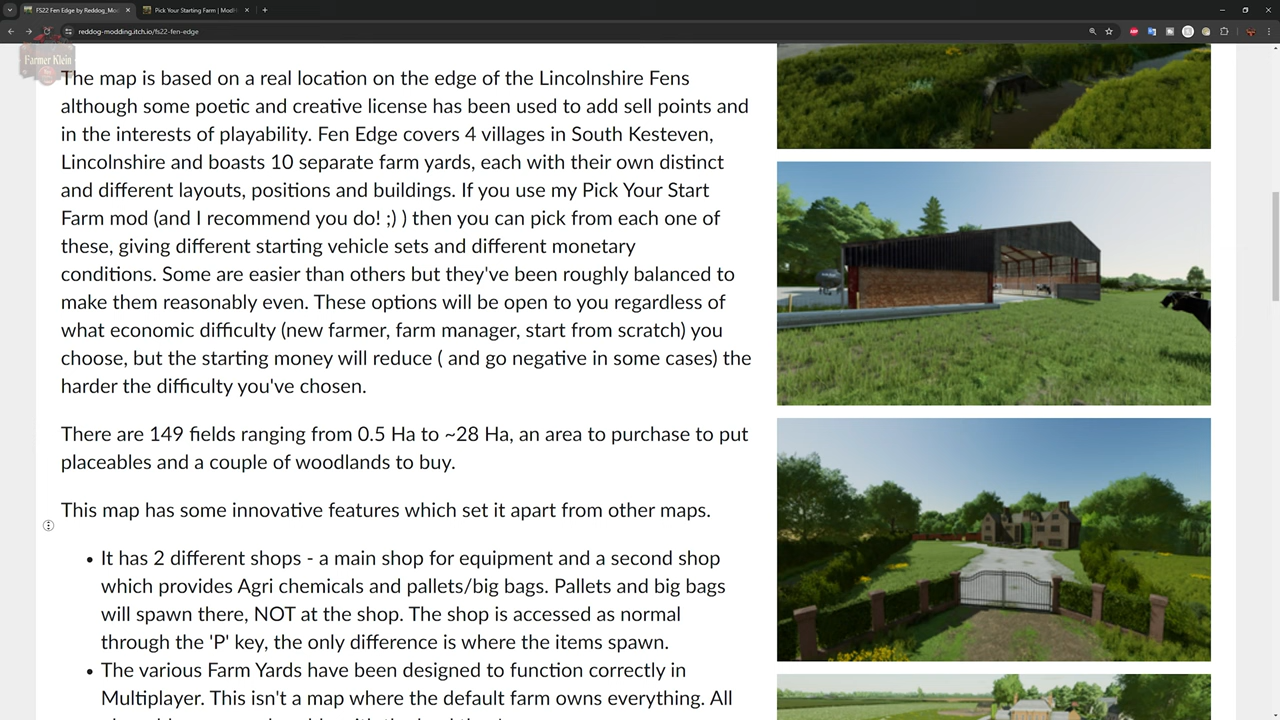 FS22 Fen Edge by Reddog_Mod
Pick Your Starting Farm | ModH
reddog-modding.itch.io/fs22-fen-edge
Farmer Klein
The map is based on a real location on the edge of the Lincolnshire Fens
although some poetic and creative license has been used to add sell points and
in the interests of playability. Fen Edge covers 4 villages in South Kesteven,
Lincolnshire and boasts 10 separate farm yards, each with their own distinct
and different layouts, positions and buildings. If you use my Pick Your Start
Farm mod (and I recommend you do! ;) ) then you can pick from each one of
these, giving different starting vehicle sets and different monetary
conditions. Some are easier than others but they've been roughly balanced to
make them reasonably even. These options will be open to you regardless of
what economic difficulty (new farmer, farm manager, start from scratch) you
choose, but the starting money will reduce ( and go negative in some cases) the
harder the difficulty you've chosen.
There are 149 fields ranging from 0.5 Ha to ~28 Ha, an area to purchase to put
placeables and a couple of woodlands to buy.
This map has some innovative features which set it apart from other maps.
• It has 2 different shops - a main shop for equipment and a second shop
which provides Agri chemicals and pallets/big bags. Pallets and big bags
will spawn there, NOT at the shop. The shop is accessed as normal
through the 'P' key, the only difference is where the items spawn.
• The various Farm Yards have been designed to function correctly in
Multiplayer. This isn't a map where the default farm owns everything. All